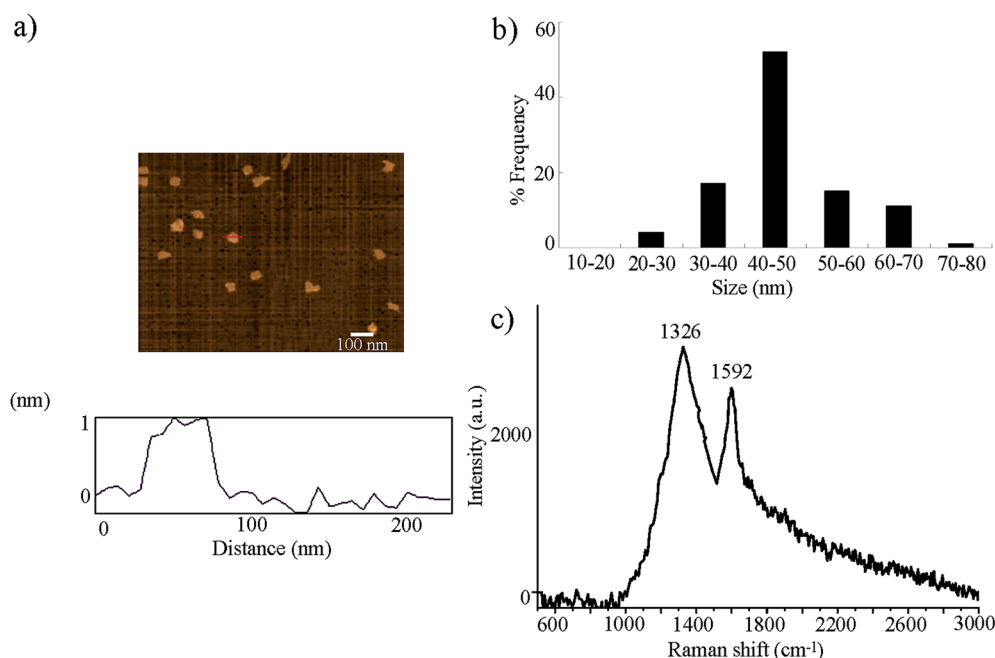 a)
100 nm
(nm)
1
0
0
100
200
Distance (nm)
b)
60
40
20
0
% Frequency
10-20
20-30
30-40
40-50
50-60
60-70
70-80
Size (nm)
c)
1326
1592
2000
0
Intensity (a.u.)
600
1000
1400
1800
2200
2600
3000
Raman shift (cm-1)